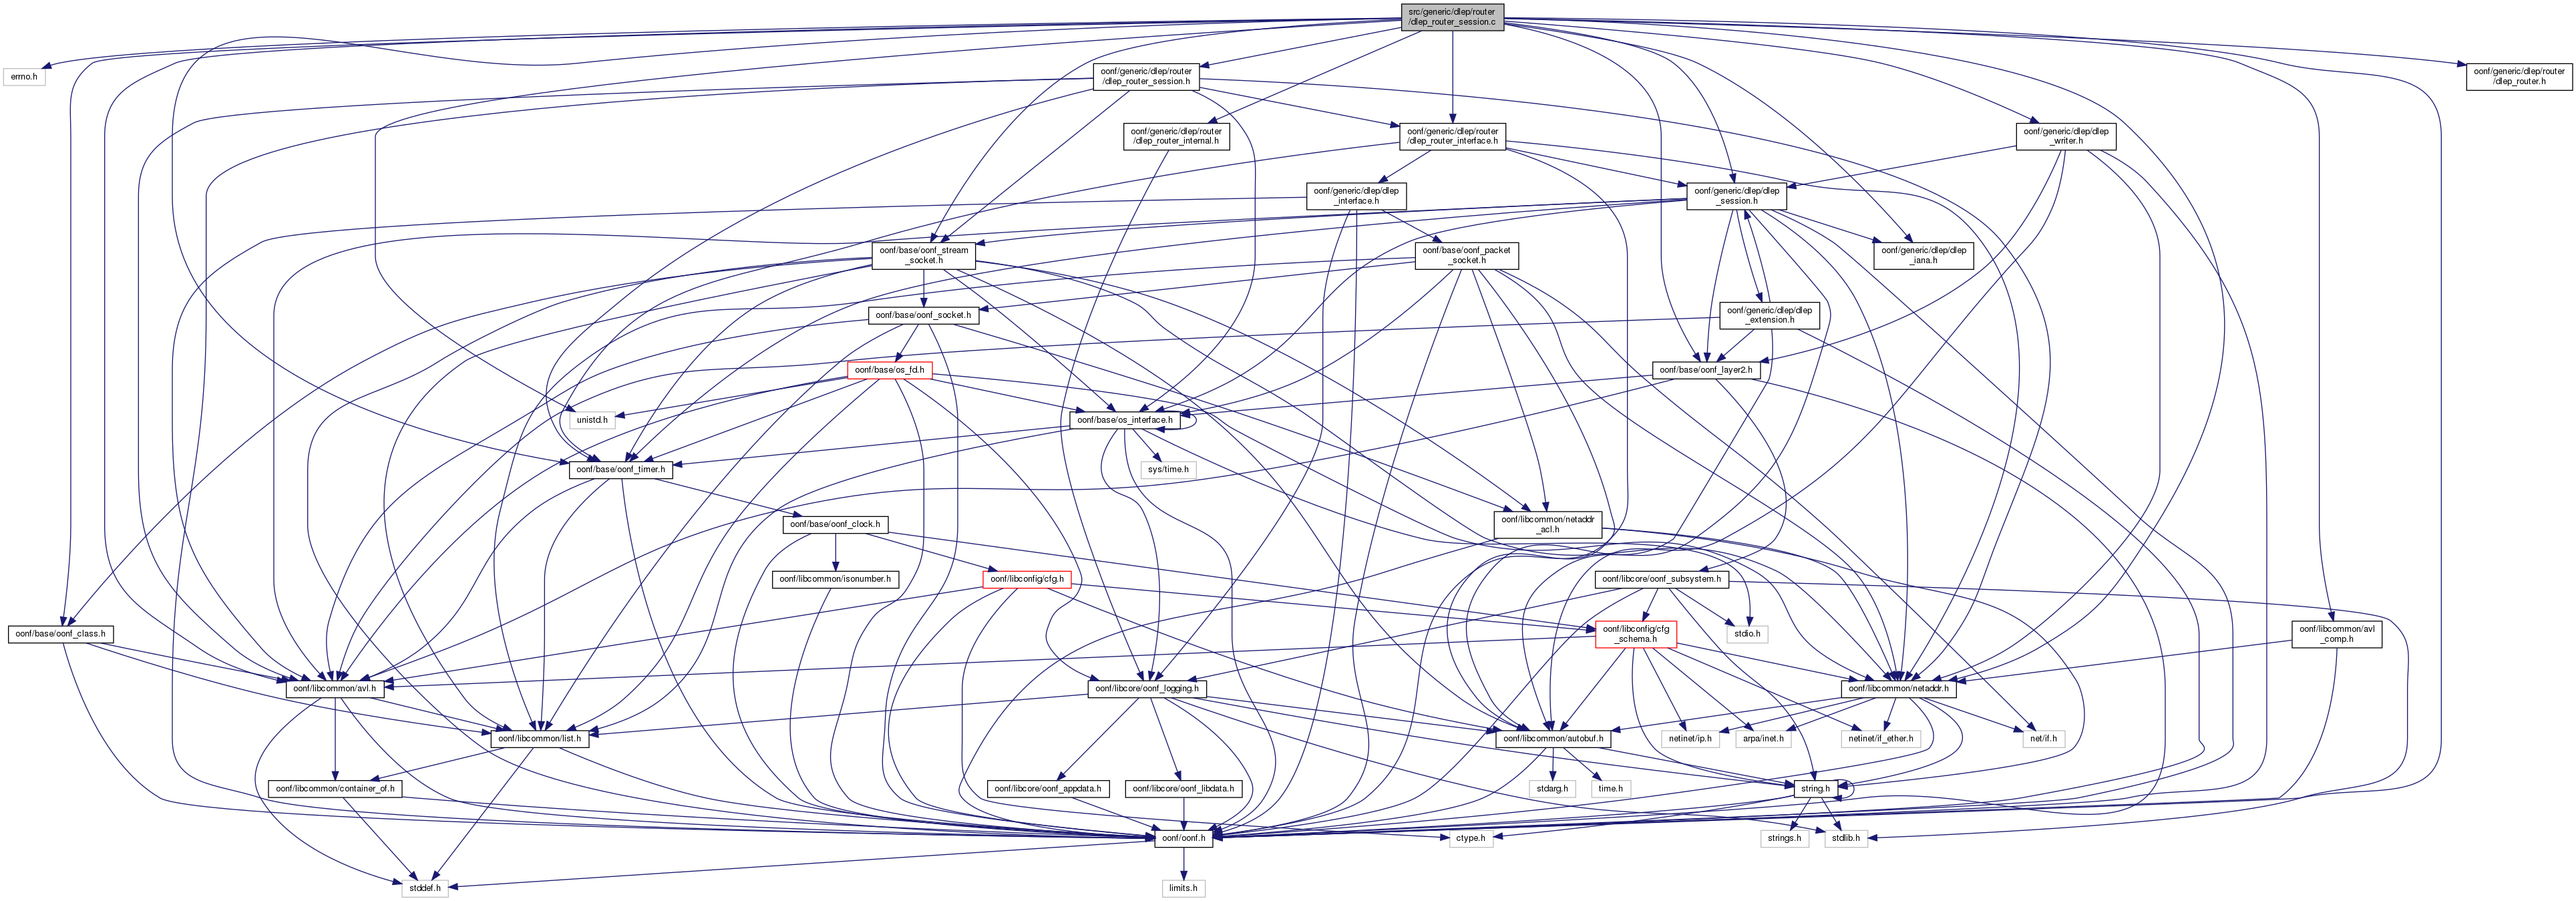 src/generic/dlep/router
/dlep_router_session.c
errno.h
oonf/generic/dlep/router
/dlep_router_session.h
oonf/generic/dlep/router
/dlep_router.h
oonf/generic/dlep/router
/dlep_router_internal.h
oonf/generic/dlep/router
/dlep_router_interface.h
oonf/generic/dlep/dlep
_writer.h
oonf/generic/dlep/dlep
_interface.h
oonf/generic/dlep/dlep
_session.h
oonf/base/oonf_stream
_socket.h
oonf/base/oonf_packet
_socket.h
oonf/generic/dlep/dlep
_iana.h
oonf/base/oonf_socket.h
oonf/generic/dlep/dlep
_extension.h
oonf/base/os_fd.h
oonf/base/oonf_layer2.h
unistd.h
oonf/base/os_interface.h
oonf/base/oonf_timer.h
sys/time.h
oonf/base/oonf_clock.h
oonf/libcommon/netaddr
_acl.h
oonf/libcommon/isonumber.h
oonf/libconfig/cfg.h
oonf/libcore/oonf_subsystem.h
oonf/base/oonf_class.h
oonf/libconfig/cfg
_schema.h
stdio.h
oonf/libcommon/avl
_comp.h
oonf/libcommon/avl.h
oonf/libcore/oonf_logging.h
oonf/libcommon/netaddr.h
oonf/libcommon/list.h
oonf/libcommon/autobuf.h
netinet/ip.h
arpa/inet.h
netinet/if_ether.h
net/if.h
oonf/libcommon/container_of.h
oonf/libcore/oonf_appdata.h
oonf/libcore/oonf_libdata.h
stdarg.h
time.h
string.h
oonf/oonf.h
ctype.h
strings.h
stdlib.h
stddef.h
limits.h